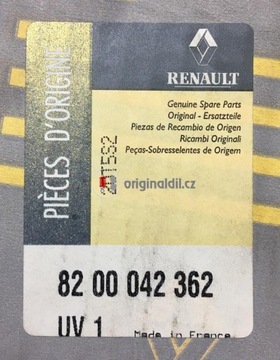 RENAULT
PIÈCES D'ORIGINE
Genuine Spare Parts
Original - Ersatzteile
Piezas de Recambio de Origen
Ricambi Originali
Peças-Sobresselentes de Origem
originaldil.cz
82 00 042 362
UV 1
Made in France